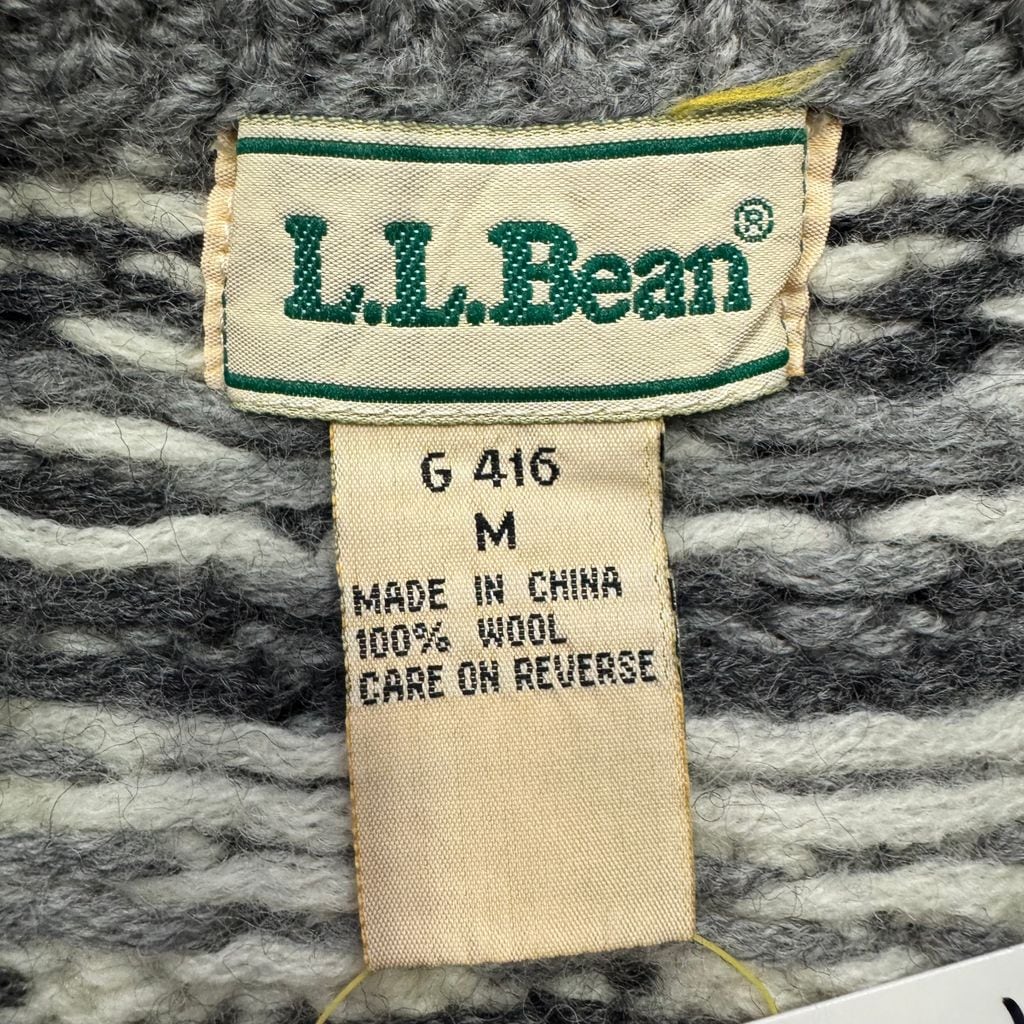 L.L.Bean®
G 416
M
MADE IN CHINA
100% WOOL
CARE ON REVERSE